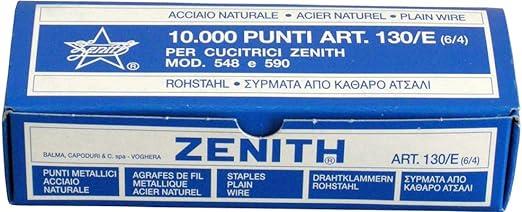 ACCIAIO NATURALE • ACIER NATUREL • PLAIN WIRE
Zenith
®
10.000 PUNTI ART. 130/E (6/4)
PER CUCITRICI ZENITH
MOD. 548 e 590
ROHSTAHL • ΣΥΡΜΑΤΑ ΑΠΟ ΚΑΘΑΡΟ ΑΤΣΑΛΙ
ZENITH®
BALMA, CAPODURI & C. spa - VOGHERA
ART. 130/E (6/4)
PUNTI METALLICI
ACCIAIO
NATURALE
AGRAFES DE FIL
METALLIQUE
ACIER NATUREL
STAPLES
PLAIN
WIRE
DRAHTKLAMMERN
ROHSTAHL
ΣΥΡΜΑΤΑ ΑΠΟ
ΚΑΘΑΡΟ ΑΤΣΑΛΙ